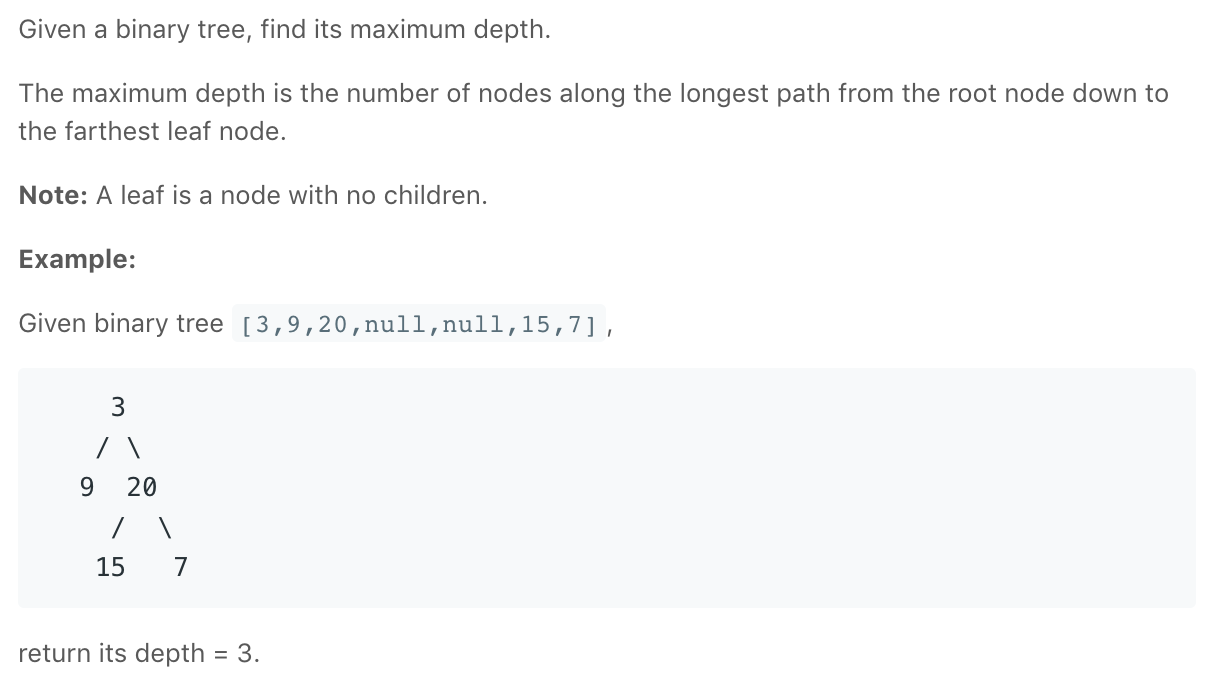 Given a binary tree, find its maximum depth.
The maximum depth is the number of nodes along the longest path from the root node down to
the farthest leaf node.
Note: A leaf is a node with no children.
Example:
Given binary tree [3,9,20,null,null,15,7],
    3
   / \
  9  20
    /  \
   15   7
return its depth = 3.